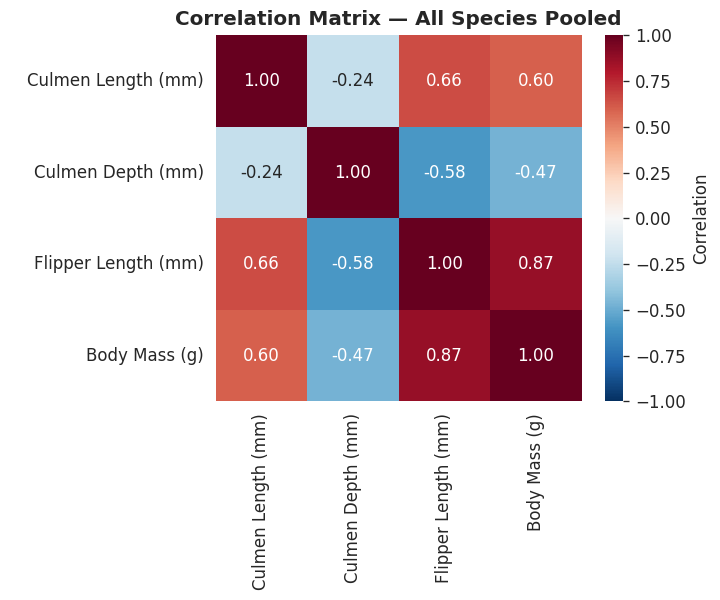 Correlation Matrix — All Species Pooled
Culmen Length (mm) 1.00 -0.24 0.66 0.60
Culmen Depth (mm) -0.24 1.00 -0.58 -0.47
Flipper Length (mm) 0.66 -0.58 1.00 0.87
Body Mass (g) 0.60 -0.47 0.87 1.00
Culmen Length (mm)
Culmen Depth (mm)
Flipper Length (mm)
Body Mass (g)
1.00
0.75
0.50
0.25
0.00
−0.25
−0.50
−0.75
−1.00
Correlation